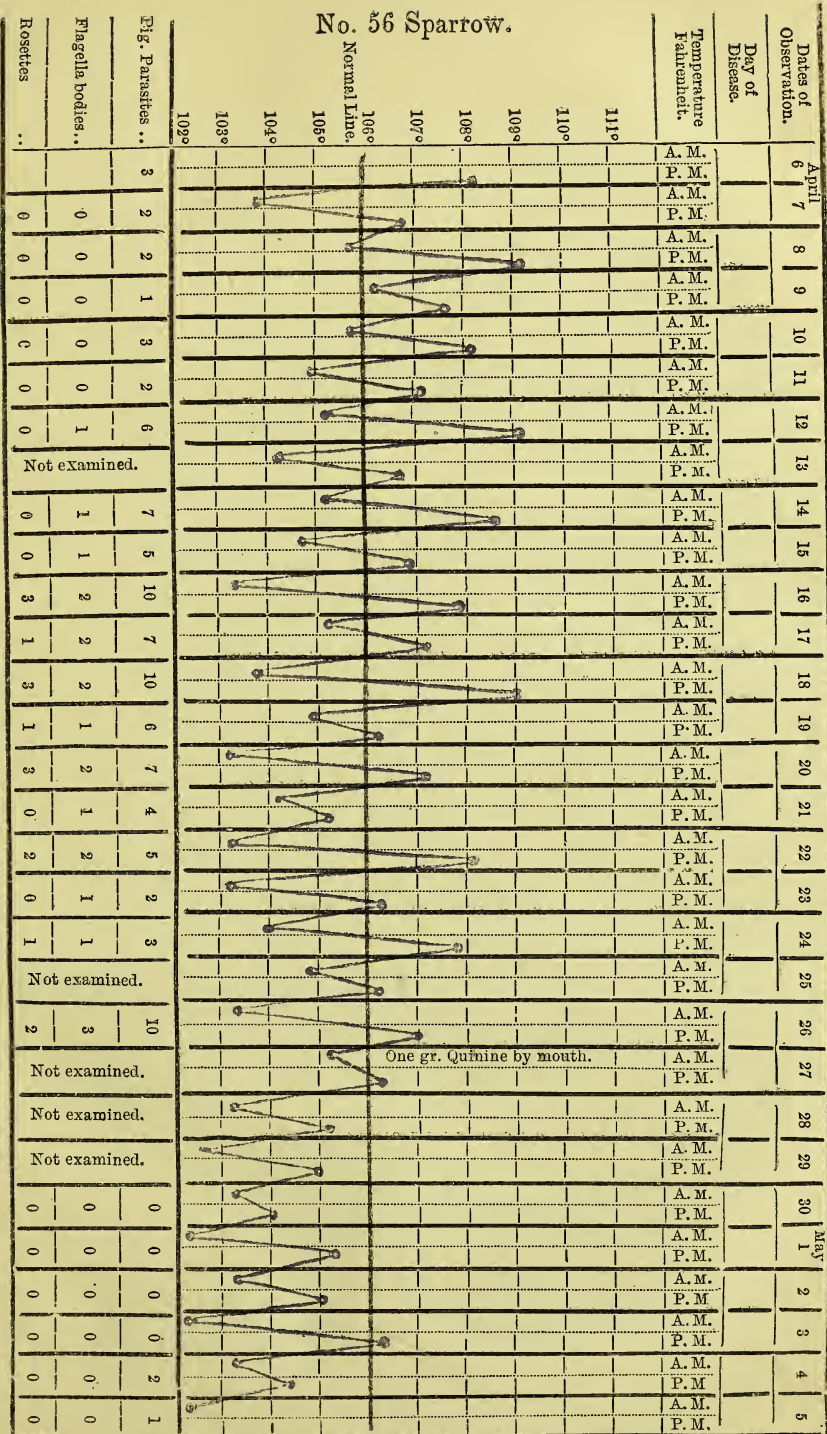 No. 56 Sparrow.
Dates of Observation. April 6 7 8 9 10 11 12 13 14 15 16 17 18 19 20 21 22 23 24 25 26 27 28 29 30 May 1 2 3 4 5
Day of Disease.
Temperature Fahrenheit. A. M. P. M. A. M. P. M. A. M. P. M. A. M. P. M. A. M. P. M. A. M. P. M. A. M. P. M. A. M. P. M. A. M. P. M. A. M. P. M. A. M. P. M. A. M. P. M. A. M. P. M. A. M. P. M. A. M. P. M. A. M. P. M. A. M. P. M. A. M. P. M. A. M. P. M. A. M. P. M. A. M. P. M. A. M. P. M. A. M. P. M. A. M. P. M. A. M. P. M. A. M. P. M. A. M. P. M A. M. P. M. A. M. P. M A. M. P. M.
111°
110°
109°
108°
107°
Normal Line. 106°
105°
104°
103°
102°
One gr. Quinine by mouth.
Pig. Parasites .. 3 2 2 1 3 2 6 7 5 10 7 10 6 7 4 5 2 3 10 0 0 0 0 2 1
Flagella bodies.. 0 0 0 0 0 1 1 1 2 2 2 1 2 1 2 1 1 3 0 0 0 0 0 0
Rosettes .. 0 0 0 0 0 0 0 0 3 1 3 1 3 0 2 0 1 2 0 0 0 0 0 0
Not examined.
Not examined.
Not examined.
Not examined.
Not examined.